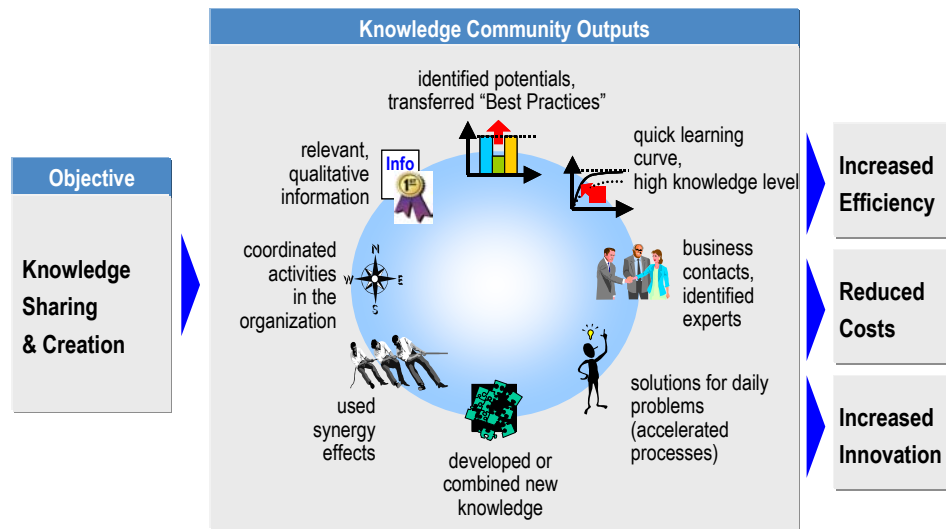 Knowledge Community Outputs
Objective
Knowledge
Sharing
& Creation
identified potentials,
transferred “Best Practices”
quick learning
curve,
high knowledge level
business
contacts,
identified
experts
solutions for daily
problems
(accelerated
processes)
developed or
combined new
knowledge
used
synergy
effects
coordinated
activities
in the
organization
N
W E
S
relevant,
qualitative
information
Info
1st
Increased
Efficiency
Reduced
Costs
Increased
Innovation